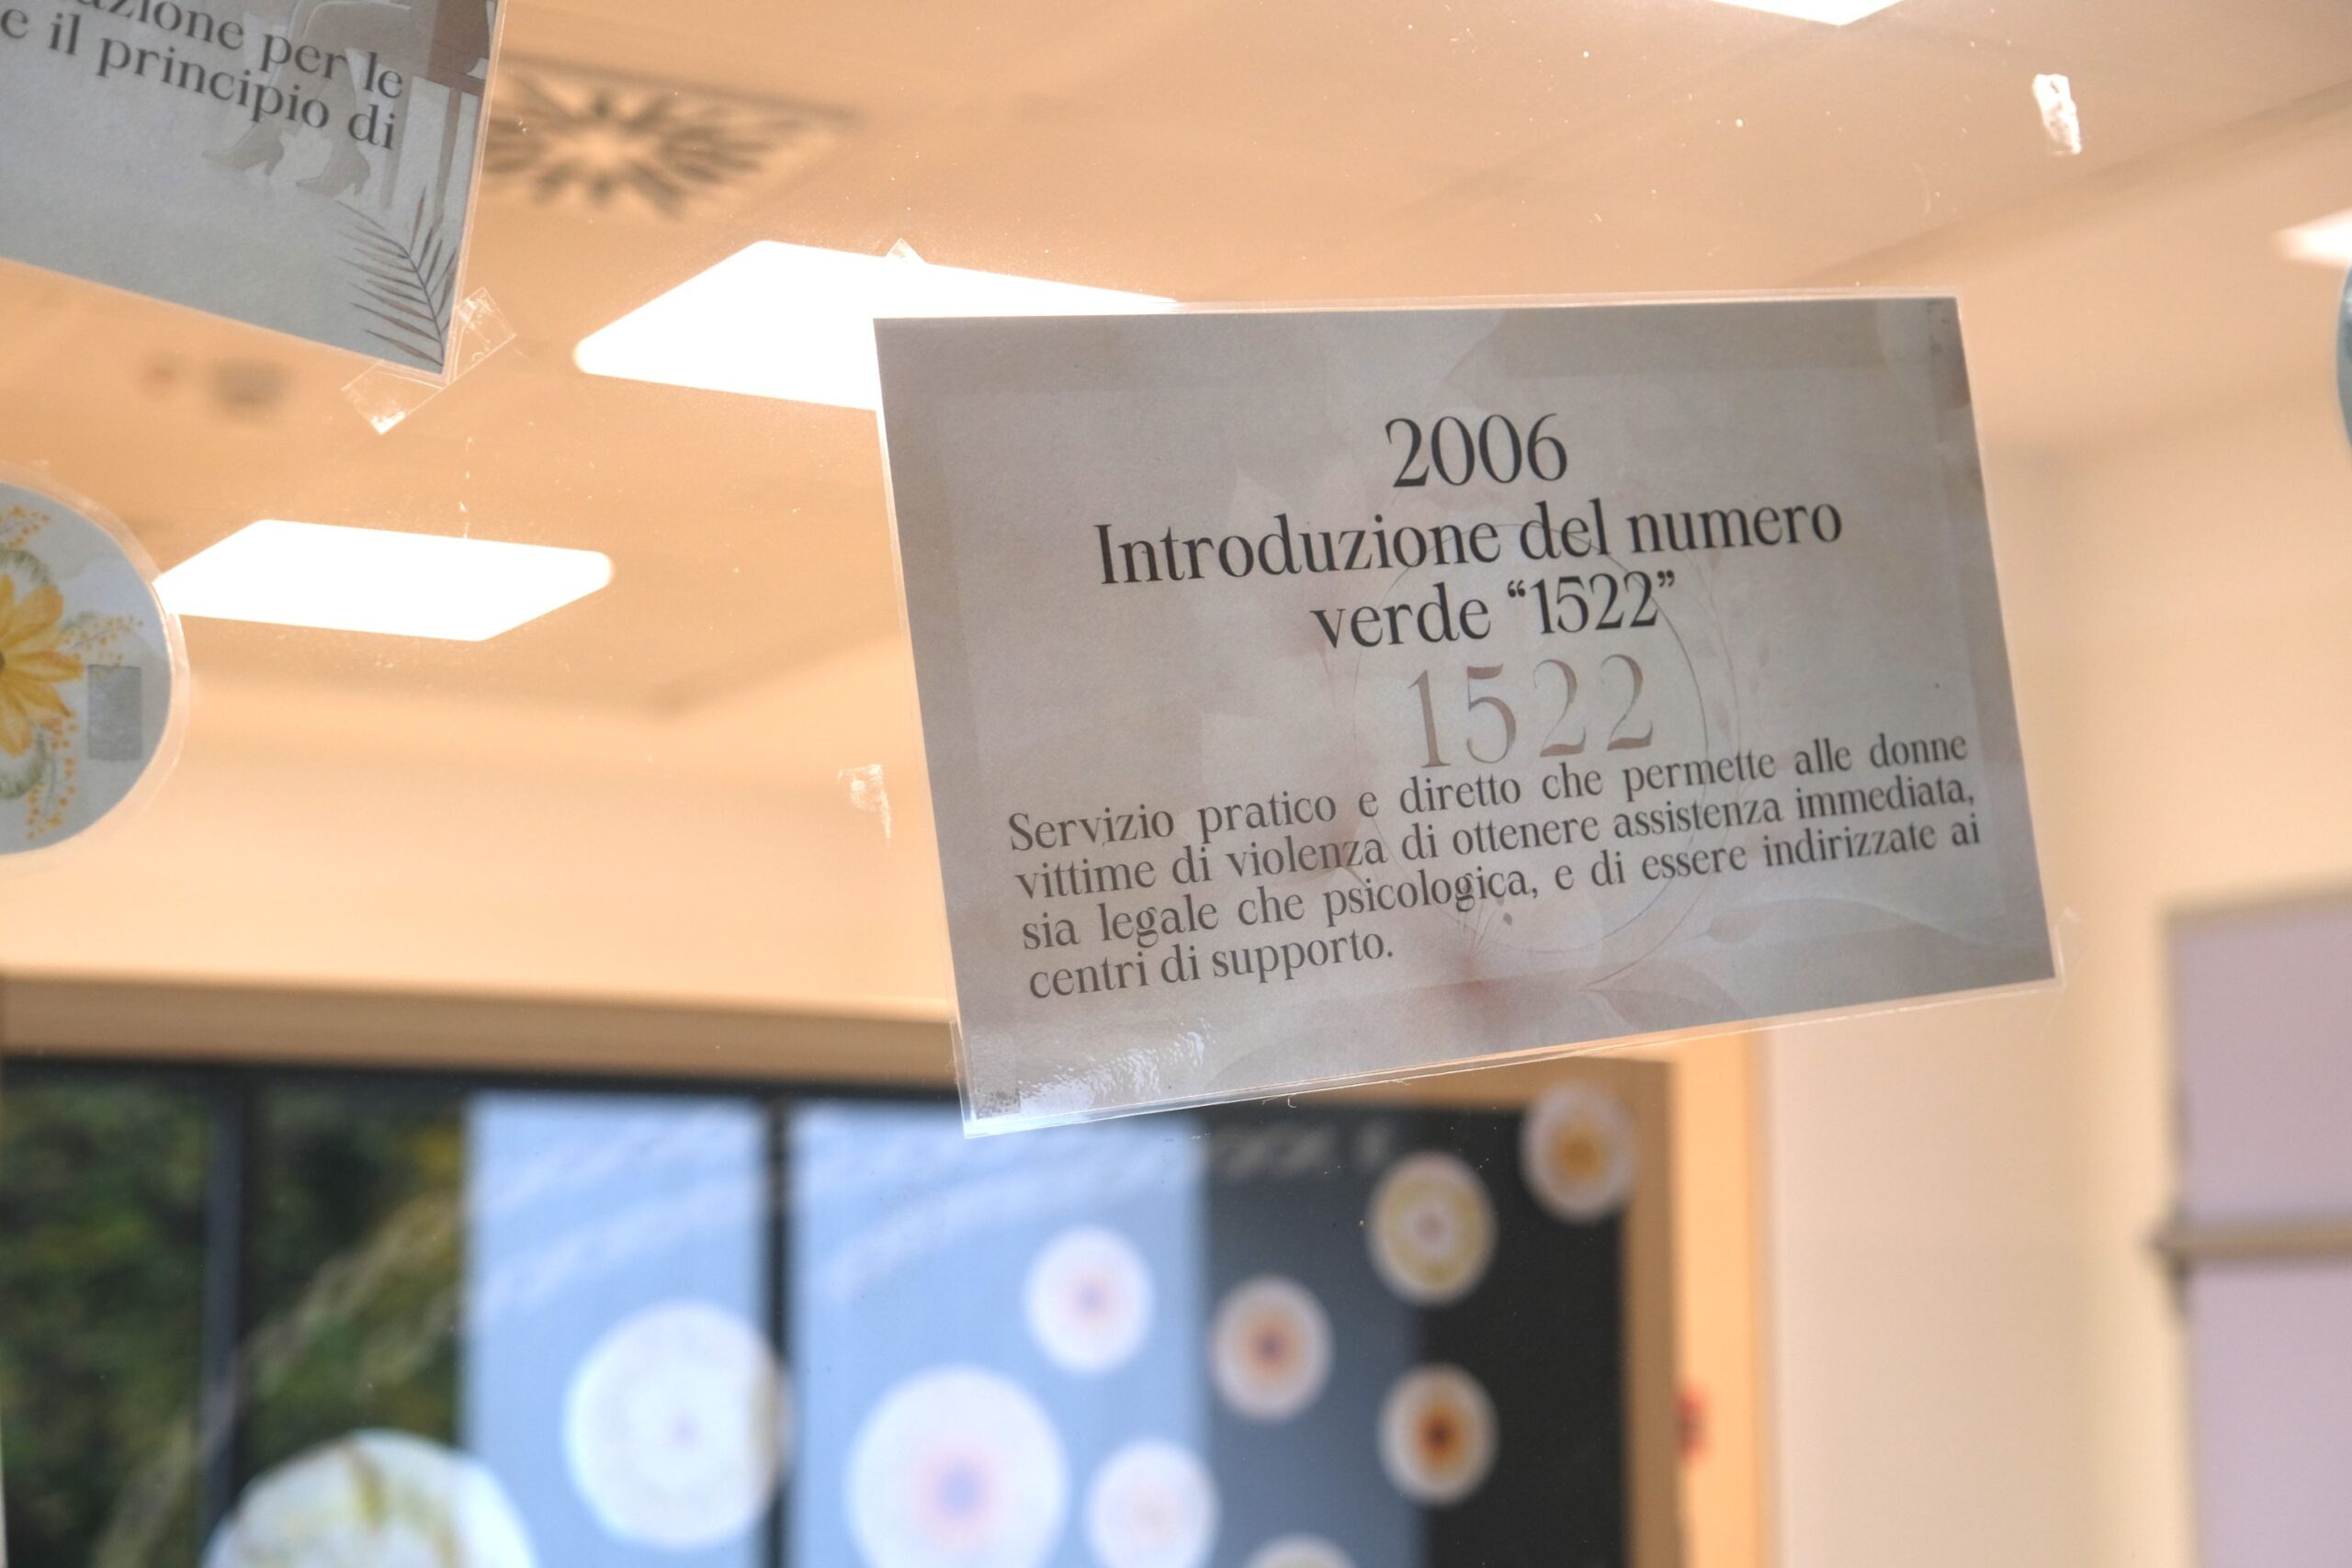 per le
e il principio di
2006
Introduzione del numero
verde “1522”
1522
Servizio pratico e diretto che permette alle donne
vittime di violenza di ottenere assistenza immediata,
sia legale che psicologica, e di essere indirizzate ai
centri di supporto.